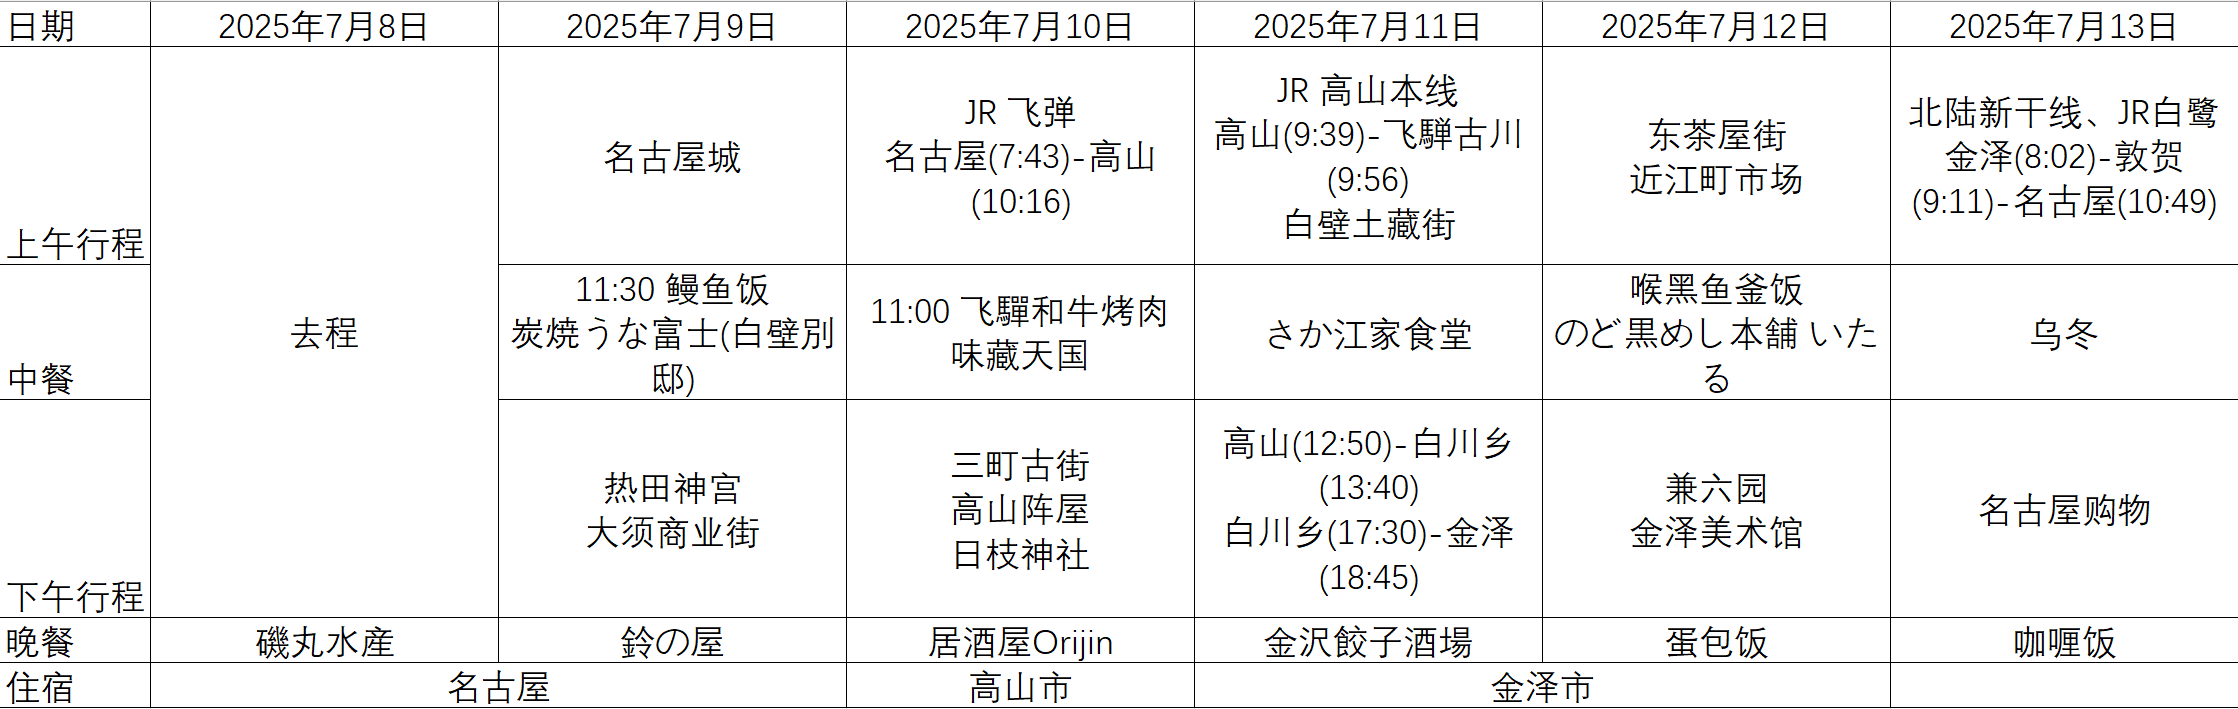 日期
2025年7月8日
2025年7月9日
2025年7月10日
2025年7月11日
2025年7月12日
2025年7月13日
上午行程
去程
名古屋城
JR 飞弹
名古屋(7:43)-高山
(10:16)
JR 高山本线
高山(9:39)-飞騨古川
(9:56)
白壁土藏街
东茶屋街
近江町市场
北陆新干线、JR白鹭
金泽(8:02)-敦贺
(9:11)-名古屋(10:49)
中餐
11:30 鳗鱼饭
炭焼うな富士(白壁別
邸)
11:00 飞驒和牛烤肉
味藏天国
さか江家食堂
喉黑鱼釜饭
のど黒めし本舗 いた
る
乌冬
下午行程
热田神宫
大须商业街
三町古街
高山阵屋
日枝神社
高山(12:50)-白川乡
(13:40)
白川乡(17:30)-金泽
(18:45)
兼六园
金泽美术馆
名古屋购物
晚餐
磯丸水産
鈴の屋
居酒屋Orijin
金沢餃子酒場
蛋包饭
咖喱饭
住宿
名古屋
高山市
金泽市